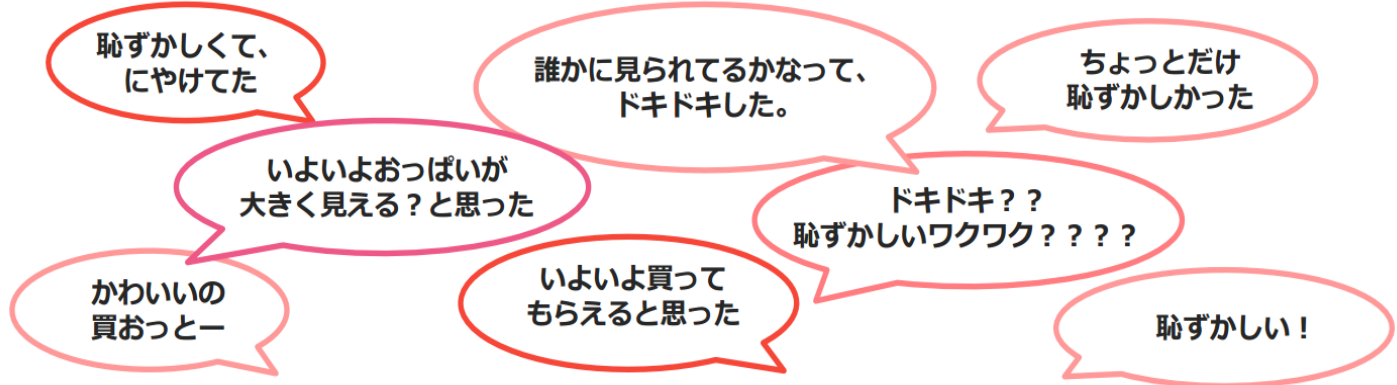 恥ずかしくて、
にやけてた
誰かに見られてるかなって、
ドキドキした。
ちょっとだけ
恥ずかしかった
いよいよおっぱいが
大きく見える？と思った
ドキドキ？？
恥ずかしいワクワク？？？？
かわいいの
買おっとー
いよいよ買って
もらえると思った
恥ずかしい！